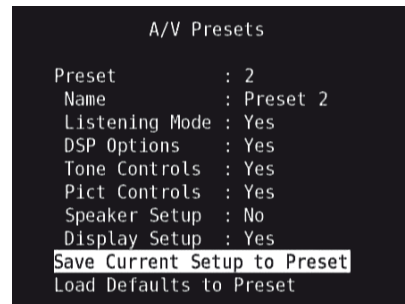 A/V Presets
Preset : 2
Name : Preset 2
Listening Mode : Yes
DSP Options : Yes
Tone Controls : Yes
Pict Controls : Yes
Speaker Setup : No
Display Setup : Yes
Save Current Setup to Preset
Load Defaults to Preset